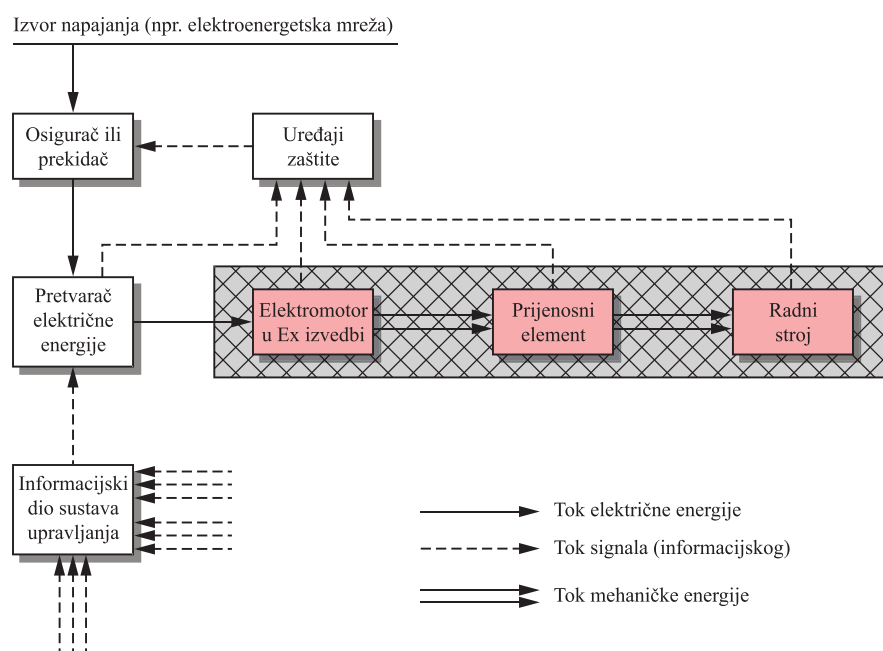 Izvor napajanja (npr. elektroenergetska mreža)
Osigurač ili
prekidač
Uređaji
zaštite
Pretvarač
električne
energije
Elektromotor
u Ex izvedbi
Prijenosni
element
Radni
stroj
Informacijski
dio sustava
upravljanja
Tok električne energije
Tok signala (informacijskog)
Tok mehaničke energije